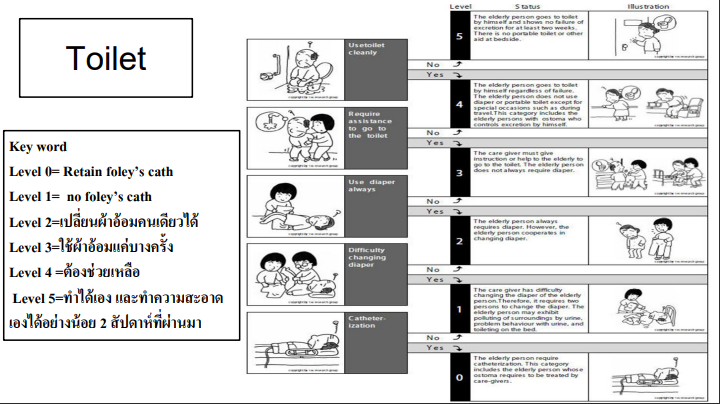 Toilet
Key word
Level 0= Retain foley's cath
Level 1=  no foley's cath
Level 2=เปลี่ยนผ้าอ้อมคนเดียวได้
Level 3=ใช้ผ้าอ้อมแค่บางครั้ง
Level 4 =ต้องช่วยเหลือ
Level 5=ทำได้เอง และทำความสะอาด
เองได้อย่างน้อย 2 สัปดาห์ที่ผ่านมา
Usetoilet
cleanly
Require
assistance
to go to
the toilet
Use diaper
always
Difficulty
changing
diaper
Catheter-
ization
Level Status Illustration
5
The elderly person goes to toilet
by himself and shows no failure of
excretion for at least two weeks.
There is no portable toilet or other
aid at bedside.
No
Yes
4
The elderly person goes to toilet
by himself regardless of failure.
The elderly person does not use
diaper or portable toilet except for
special occasions such as during
travel.This category includes the
elderly persons with ostoma who
controls excretion by himself.
No
Yes
3
The care giver must give
instruction or help to the elderly to
go to the toilet. The elderly person
does not always require diaper.
No
Yes
2
The elderly person always
requires diaper. However, the
elderly person cooperates in
changing diaper.
No
Yes
1
The care giver has difficulty
changing the diaper of the elderly
person.Therefore, it requires two
persons to change the diaper. The
elderly person may exhibit
polluting of surroundings by urine,
problem behaviour with urine, and
toileting on the bed.
No
Yes
0
The elderly person require
catheterization. This category
includes the elderly person whose
ostoma requires to be treated by
care-givers.